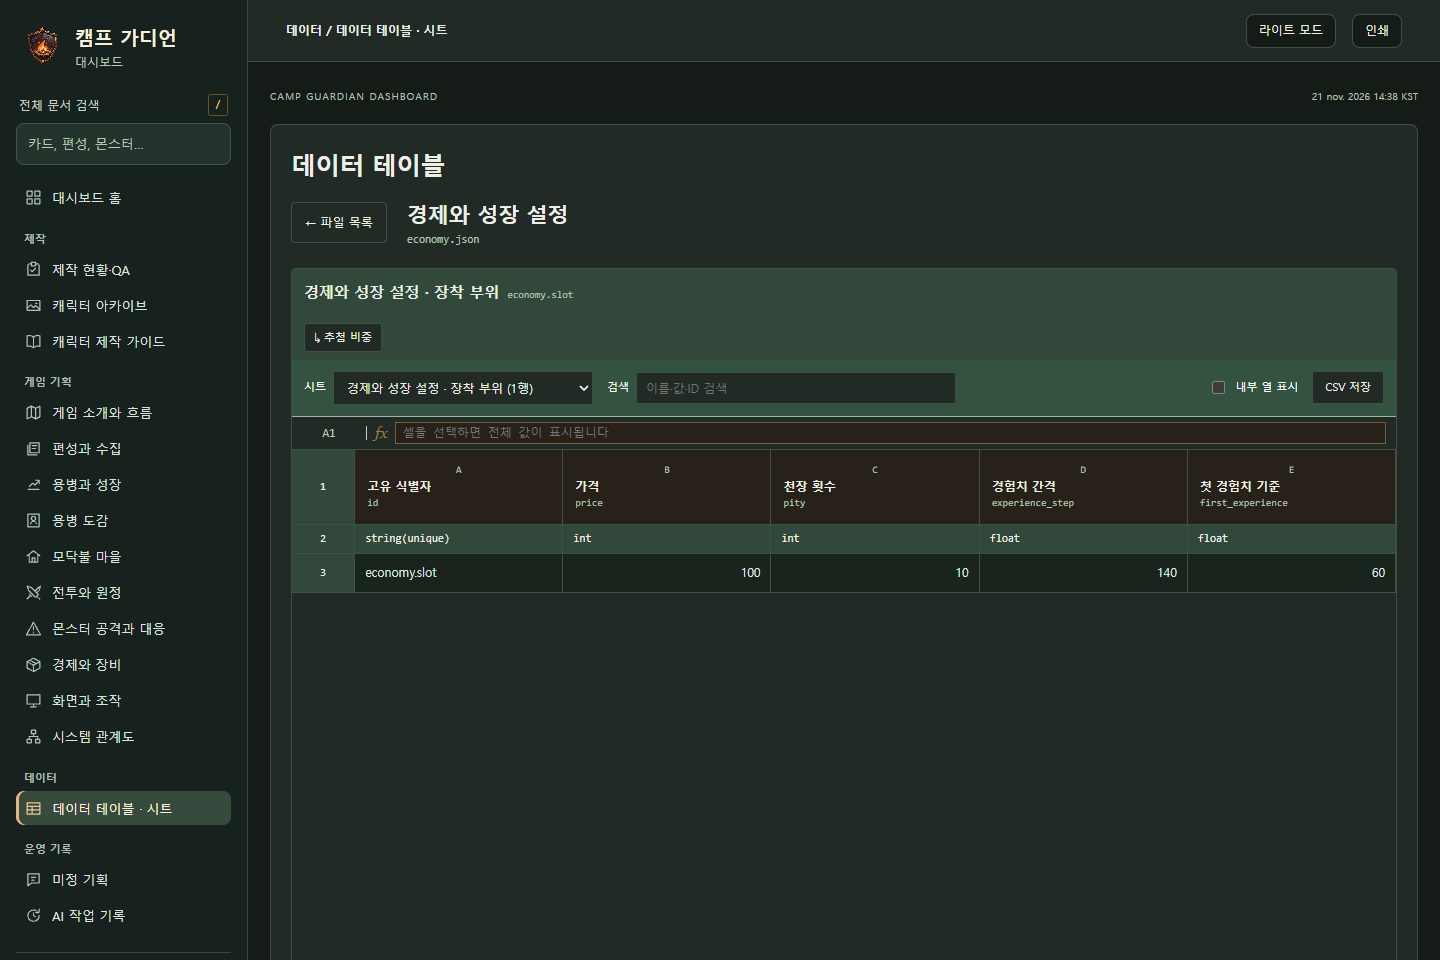 캠프 가디언
대시보드
전체 문서 검색
/
카드, 편성, 몬스터...
대시보드 홈
제작
제작 현황·QA
캐릭터 아카이브
캐릭터 제작 가이드
게임 기획
게임 소개와 흐름
편성과 수집
용병과 성장
용병 도감
모닥불 마을
전투와 원정
몬스터 공격과 대응
경제와 장비
화면과 조작
시스템 관계도
데이터
데이터 테이블 · 시트
운영 기록
미정 기획
AI 작업 기록
데이터 / 데이터 테이블 · 시트
라이트 모드
인쇄
CAMP GUARDIAN DASHBOARD
21 nov. 2026 14:38 KST
데이터 테이블
← 파일 목록
경제와 성장 설정
economy.json
경제와 성장 설정 · 장착 부위 economy.slot
↳ 추첨 비중
시트
경제와 성장 설정 · 장착 부위 (1행)
검색
이름·값·ID 검색
내부 열 표시
CSV 저장
A1
fx
셀을 선택하면 전체 값이 표시됩니다
A B C D E
1 고유 식별자 가격 천장 횟수 경험치 간격 첫 경험치 기준
id price pity experience_step first_experience
2 string(unique) int int float float
3 economy.slot 100 10 140 60